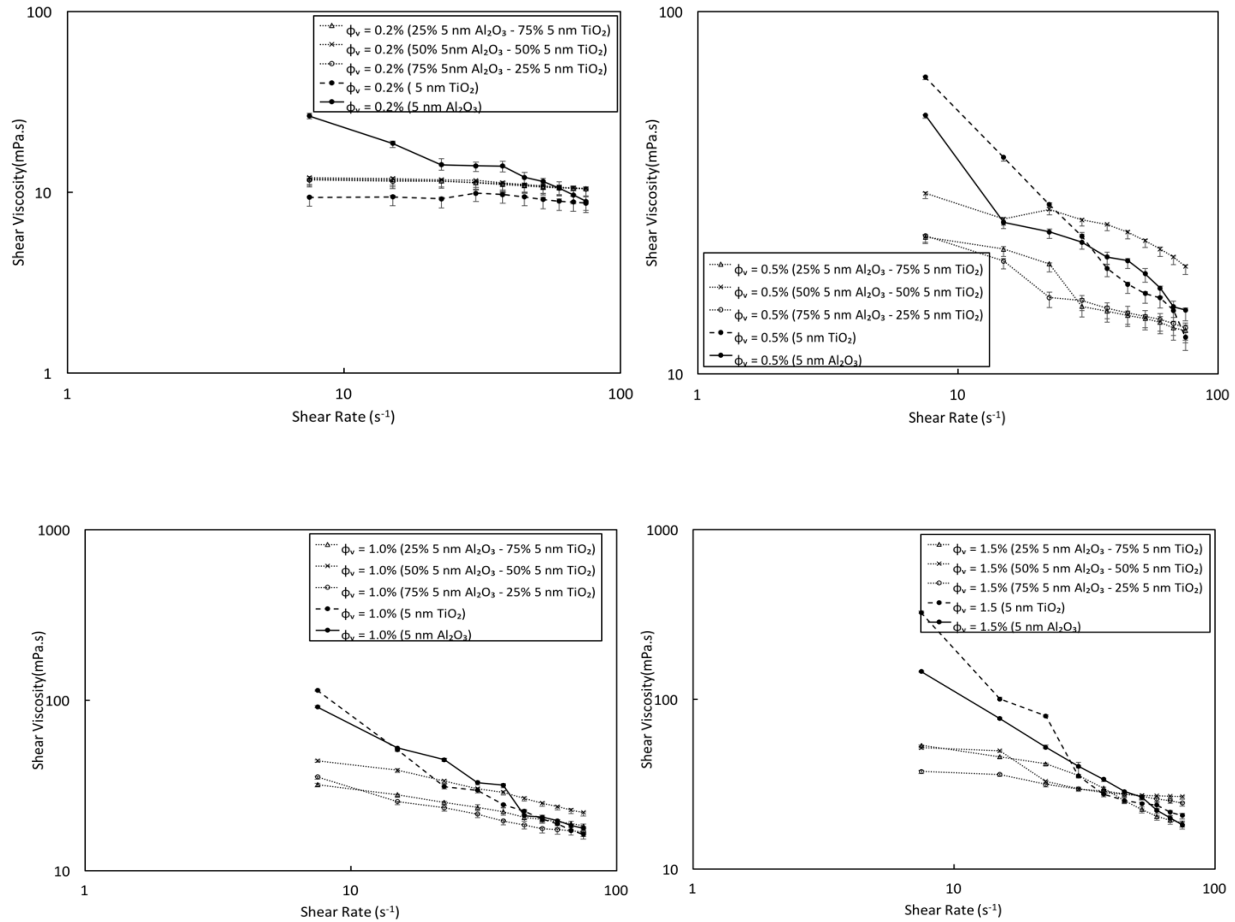 100
ϕᵥ = 0.2% (25% 5 nm Al₂O₃ - 75% 5 nm TiO₂)
ϕᵥ = 0.2% (50% 5nm Al₂O₃ - 50% 5 nm TiO₂)
ϕᵥ = 0.2% (75% 5nm Al₂O₃ - 25% 5 nm TiO₂)
ϕᵥ = 0.2% ( 5 nm TiO₂)
ϕᵥ = 0.2% (5 nm Al₂O₃)
Shear Viscosity(mPa.s)
10
1
1
10
100
Shear Rate (s⁻¹)
100
Shear Viscosity(mPa.s)
ϕᵥ = 0.5% (25% 5 nm Al₂O₃ - 75% 5 nm TiO₂)
ϕᵥ = 0.5% (50% 5 nm Al₂O₃ - 50% 5 nm TiO₂)
ϕᵥ = 0.5% (75% 5 nm Al₂O₃ - 25% 5 nm TiO₂)
ϕᵥ = 0.5% (5 nm TiO₂)
ϕᵥ = 0.5% (5 nm Al₂O₃)
10
1
10
100
Shear Rate (s⁻¹)
1000
ϕᵥ = 1.0% (25% 5 nm Al₂O₃ - 75% 5 nm TiO₂)
ϕᵥ = 1.0% (50% 5 nm Al₂O₃ - 50% 5 nm TiO₂)
ϕᵥ = 1.0% (75% 5 nm Al₂O₃ - 25% 5 nm TiO₂)
ϕᵥ = 1.0% (5 nm TiO₂)
ϕᵥ = 1.0% (5 nm Al₂O₃)
Shear Viscosity(mPa.s)
100
10
1
10
100
Shear Rate (s⁻¹)
1000
ϕᵥ = 1.5% (25% 5 nm Al₂O₃ - 75% 5 nm TiO₂)
ϕᵥ = 1.5% (50% 5 nm Al₂O₃ - 50% 5 nm TiO₂)
ϕᵥ = 1.5% (75% 5 nm Al₂O₃ - 25% 5 nm TiO₂)
ϕᵥ = 1.5 (5 nm TiO₂)
ϕᵥ = 1.5% (5 nm Al₂O₃)
Shear Viscosity(mPa.s)
100
10
1
10
100
Shear Rate (s⁻¹)